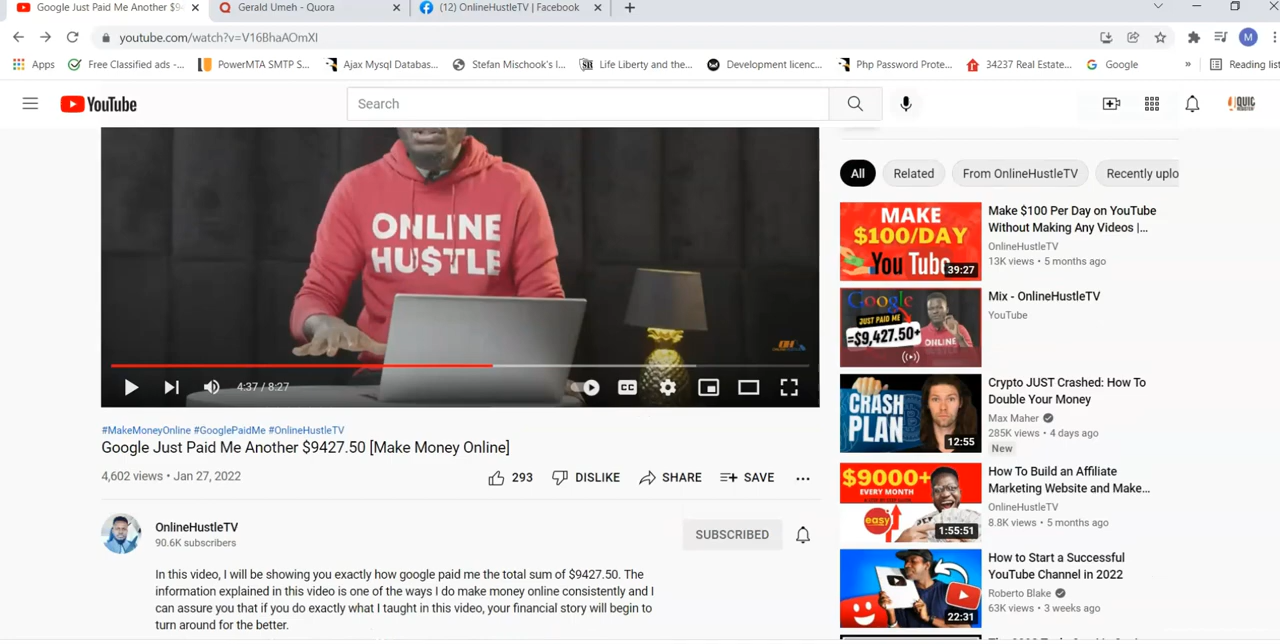 Google Just Paid Me Another $9
Gerald Umeh - Quora
(12) OnlineHustleTV | Facebook
youtube.com/watch?v=V16BhaAOmXI
M
Apps
Free Classified ads -...
PowerMTA SMTP S...
Ajax Mysql Databas...
Stefan Mischook's I...
Life Liberty and the...
Development licenc...
Php Password Prote...
34237 Real Estate...
Google
»
Reading list
YouTube
Search
QUIC
ONLINE
HU$TLE
4:37 / 8:27
CC
#MakeMoneyOnline #GooglePaidMe #OnlineHustleTV
Google Just Paid Me Another $9427.50 [Make Money Online]
4,602 views • Jan 27, 2022
293
DISLIKE
SHARE
SAVE
OnlineHustleTV
90.6K subscribers
SUBSCRIBED
In this video, I will be showing you exactly how google paid me the total sum of $9427.50. The
information explained in this video is one of the ways I do make money online consistently and I
can assure you that if you do exactly what I taught in this video, your financial story will begin to
turn around for the better.
All
Related
From OnlineHustleTV
Recently uplo
MAKE
$100/DAY
You Tube
39:27
Make $100 Per Day on YouTube
Without Making Any Videos |...
OnlineHustleTV
13K views • 5 months ago
Google
JUST PAID ME
=$9,427.50+
ONLINE
Mix - OnlineHustleTV
YouTube
CRASH
PLAN
12:55
Crypto JUST Crashed: How To
Double Your Money
Max Maher
285K views • 4 days ago
New
$9000+
EVERY MONTH
easy
1:55:51
How To Build an Affiliate
Marketing Website and Make...
OnlineHustleTV
8.8K views • 5 months ago
22:31
How to Start a Successful
YouTube Channel in 2022
Roberto Blake
63K views • 3 weeks ago